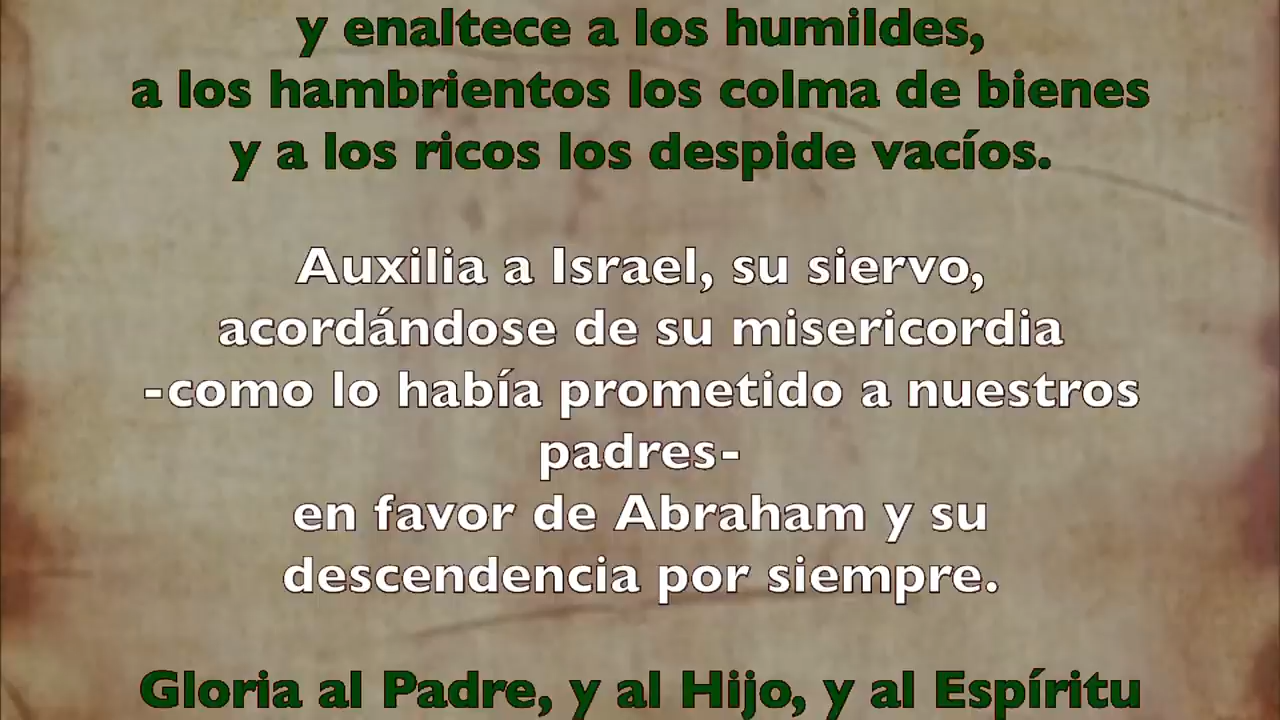 y enaltece a los humildes,
a los hambrientos los colma de bienes
y a los ricos los despide vacíos.
Auxilia a Israel, su siervo,
acordándose de su misericordia
-como lo había prometido a nuestros
padres-
en favor de Abraham y su
descendencia por siempre.
Gloria al Padre, y al Hijo, y al Espíritu